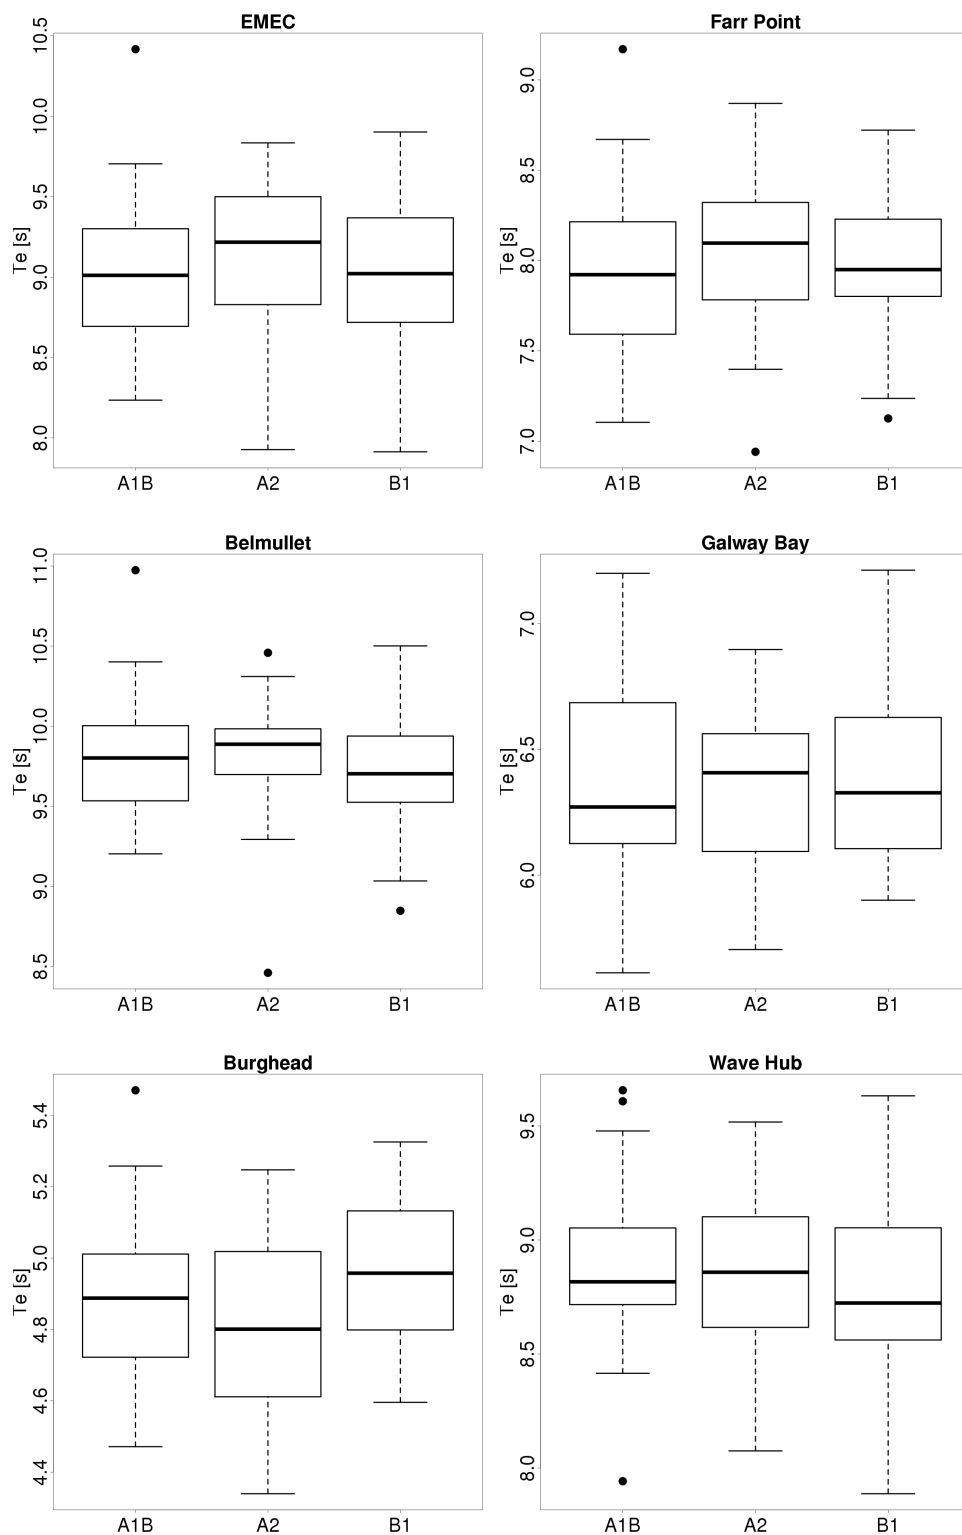 EMEC
Te [s]
10.5
10.0
9.5
9.0
8.5
8.0
A1B A2 B1
Farr Point
Te [s]
9.0
8.5
8.0
7.5
7.0
A1B A2 B1
Belmullet
Te [s]
11.0
10.5
10.0
9.5
9.0
8.5
A1B A2 B1
Galway Bay
Te [s]
7.0
6.5
6.0
A1B A2 B1
Burghead
Te [s]
5.4
5.2
5.0
4.8
4.6
4.4
A1B A2 B1
Wave Hub
Te [s]
9.5
9.0
8.5
8.0
A1B A2 B1